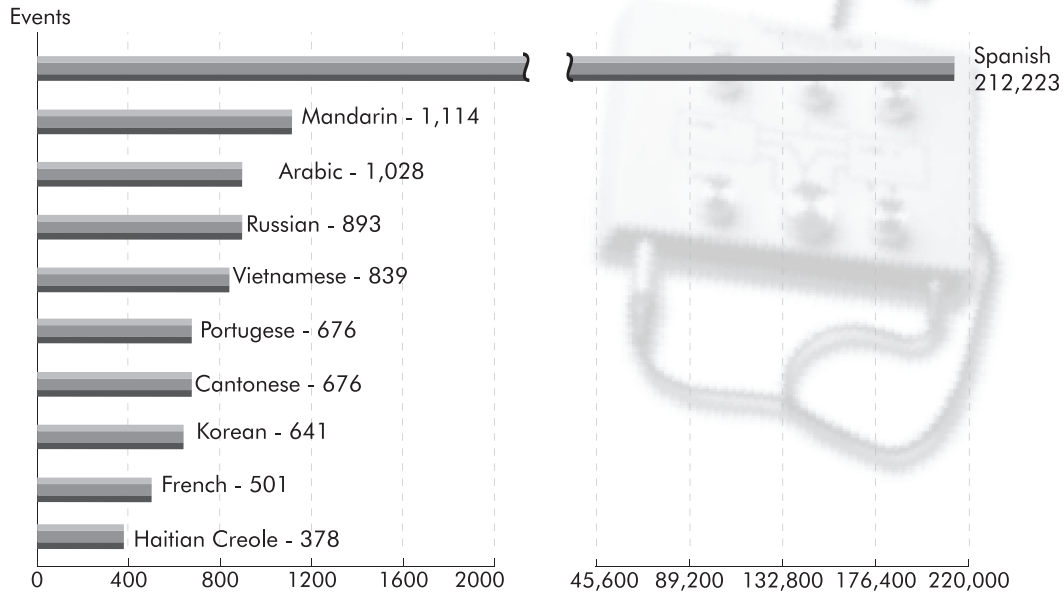 Events
Spanish
212,223
Mandarin - 1,114
Arabic - 1,028
Russian - 893
Vietnamese - 839
Portugese - 676
Cantonese - 676
Korean - 641
French - 501
Haitian Creole - 378
0 400 800 1200 1600 2000 45,600 89,200 132,800 176,400 220,000